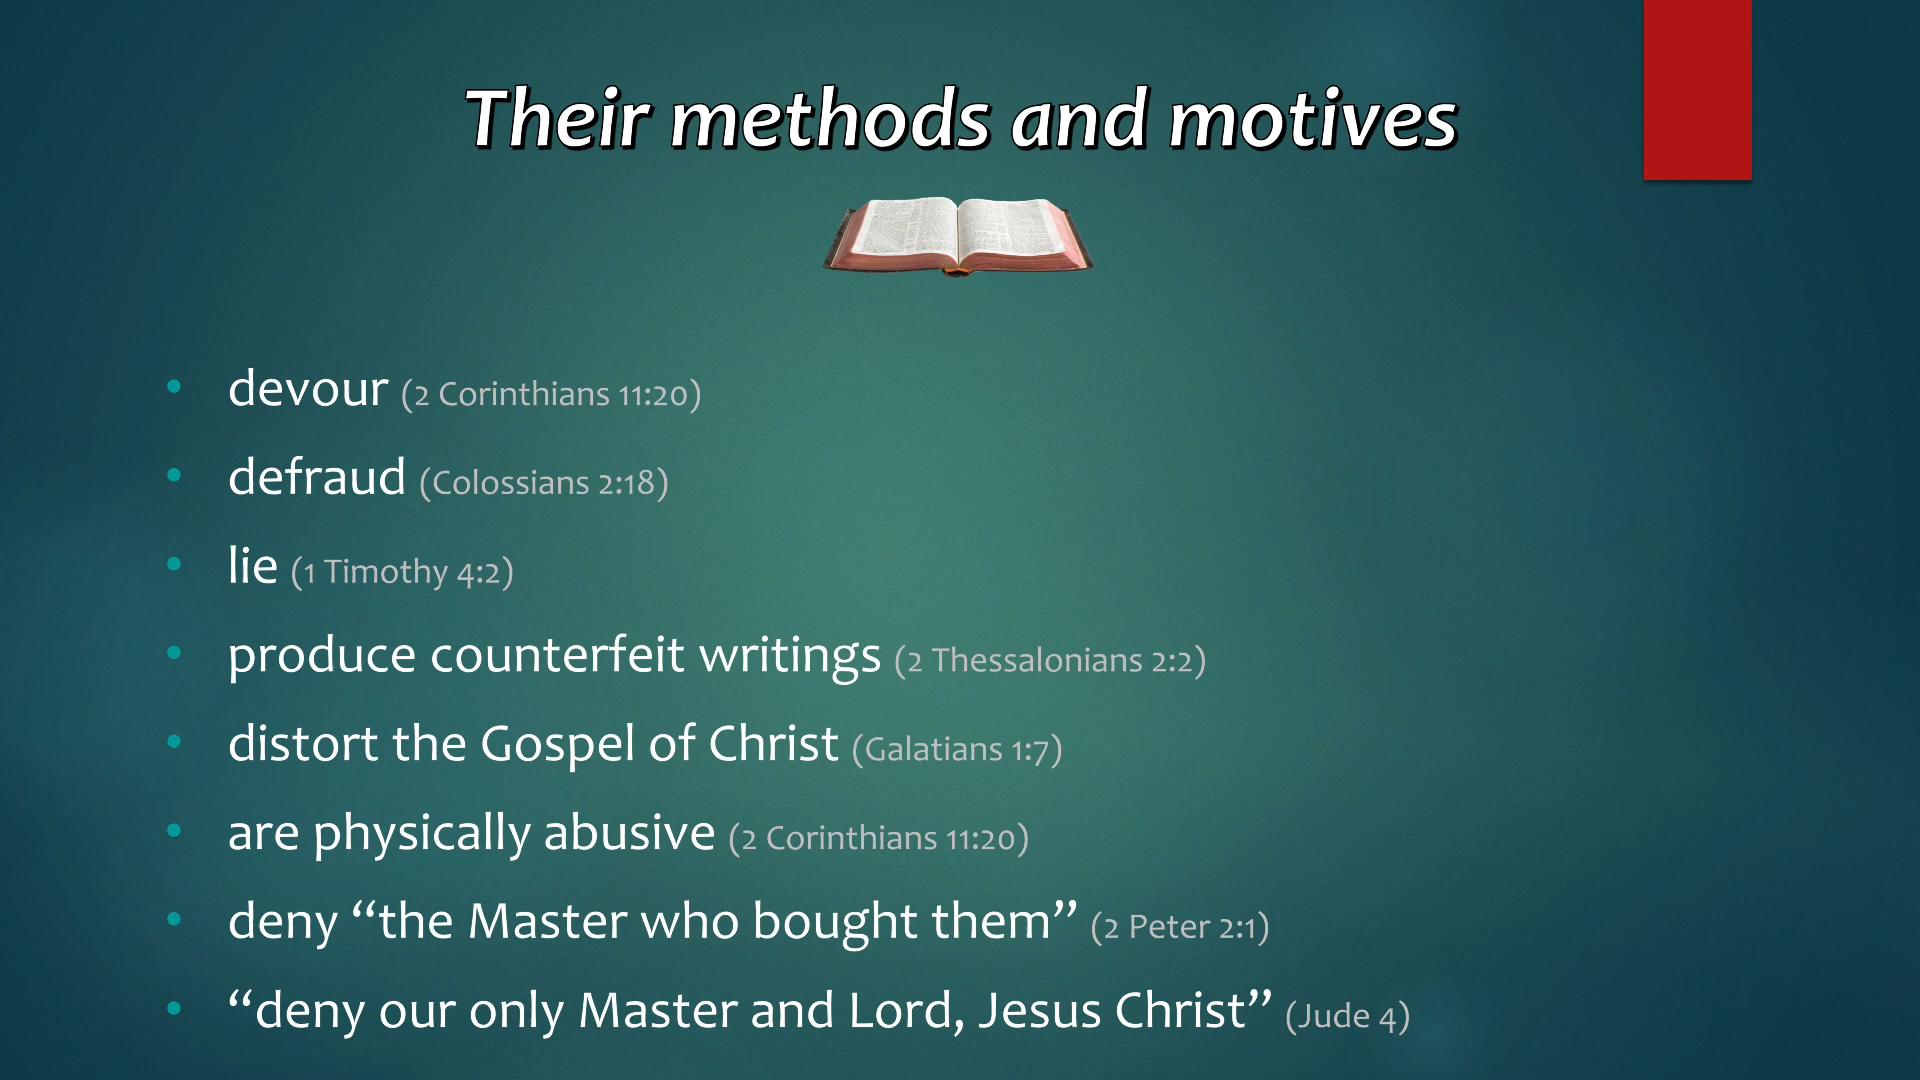 Their methods and motives
• devour (2 Corinthians 11:20)
• defraud (Colossians 2:18)
• lie (1 Timothy 4:2)
• produce counterfeit writings (2 Thessalonians 2:2)
• distort the Gospel of Christ (Galatians 1:7)
• are physically abusive (2 Corinthians 11:20)
• deny “the Master who bought them” (2 Peter 2:1)
• “deny our only Master and Lord, Jesus Christ” (Jude 4)